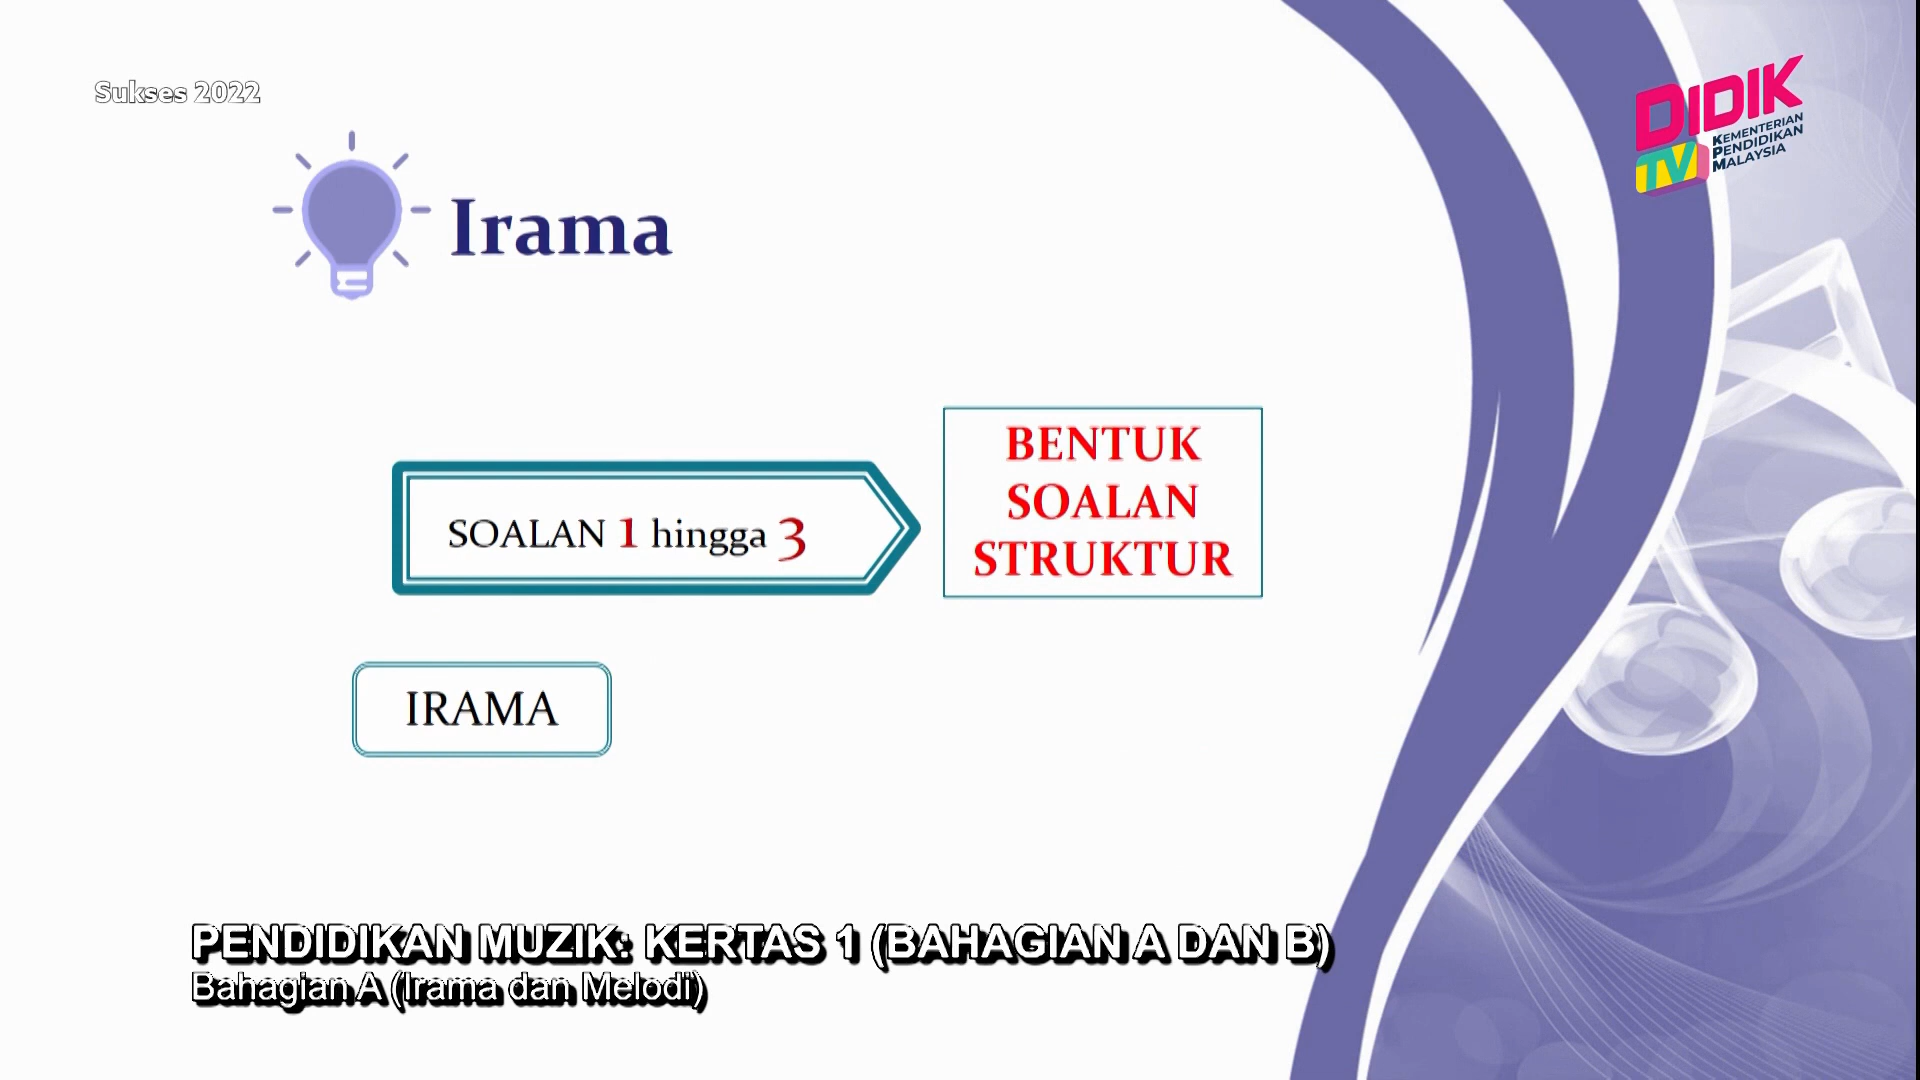 Sukses 2022
DIDIK
TV
KEMENTERIAN
PENDIDIKAN
MALAYSIA
Irama
SOALAN 1 hingga 3
BENTUK
SOALAN
STRUKTUR
IRAMA
PENDIDIKAN MUZIK: KERTAS 1 (BAHAGIAN A DAN B)
Bahagian A (Irama dan Melodi)